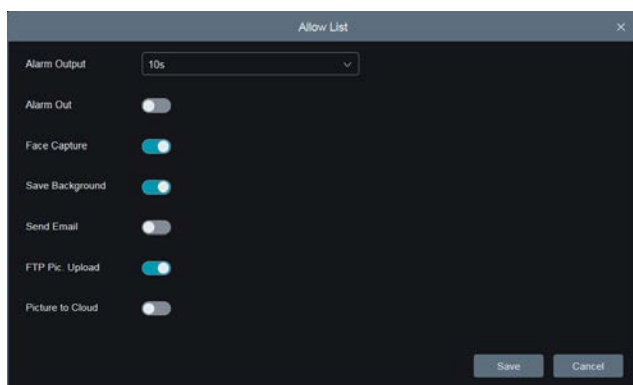 Allow List
Alarm Output 10s
Alarm Out
Face Capture
Save Background
Send Email
FTP Pic. Upload
Picture to Cloud
Save Cancel